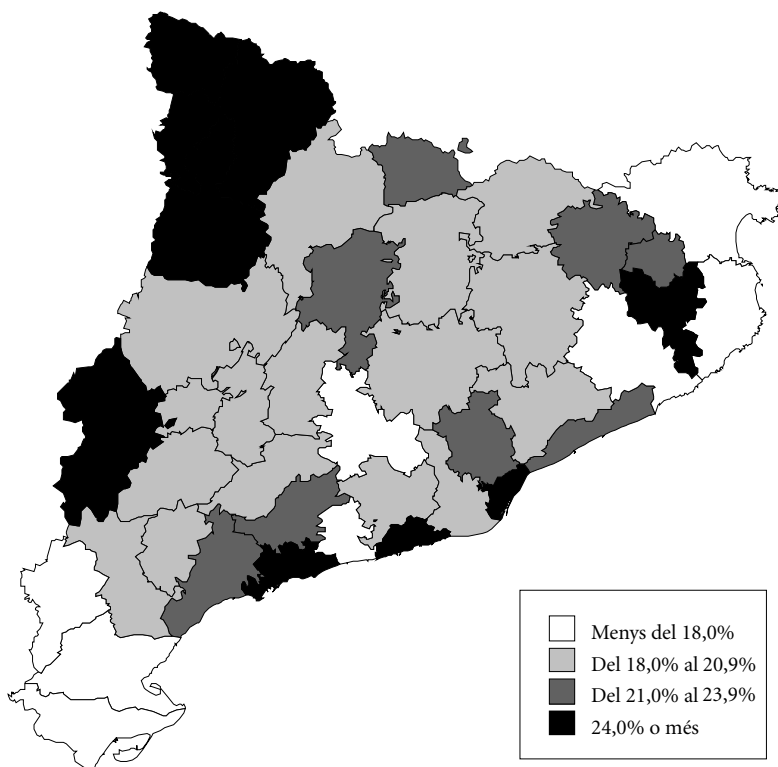 Menys del 18,0%
Del 18,0% al 20,9%
Del 21,0% al 23,9%
24,0% o més